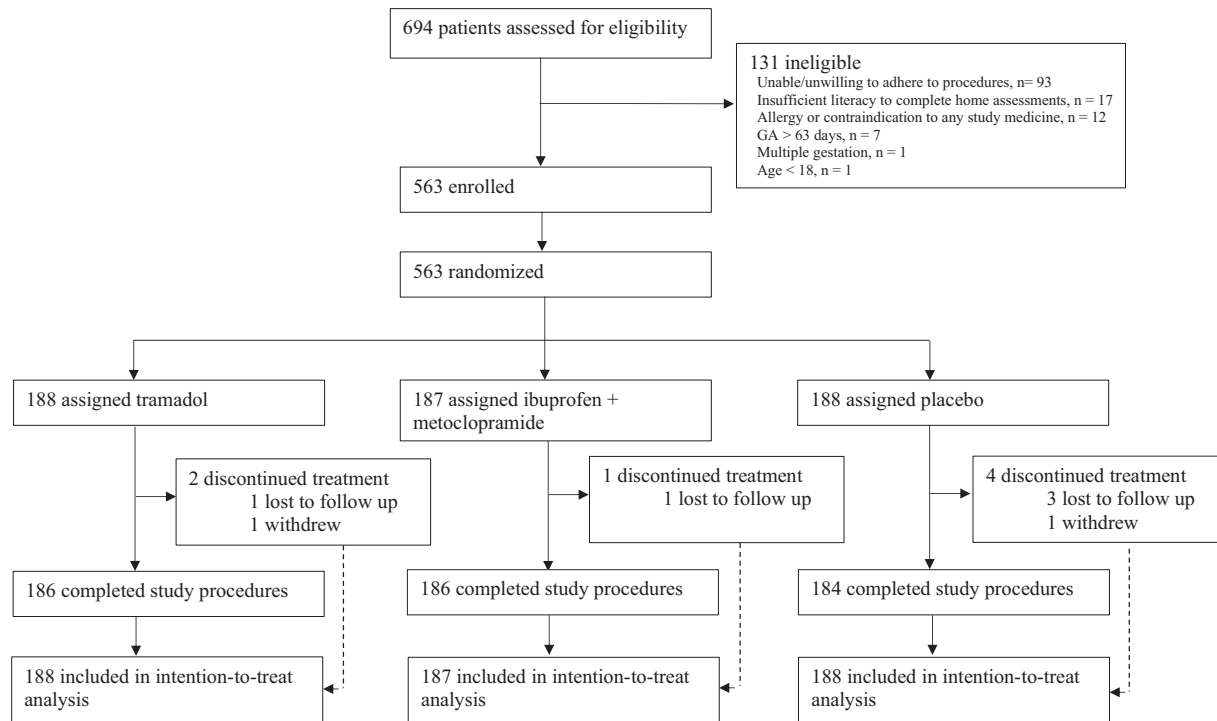 694 patients assessed for eligibility
131 ineligible
Unable/unwilling to adhere to procedures, n= 93
Insufficient literacy to complete home assessments, n = 17
Allergy or contraindication to any study medicine, n = 12
GA > 63 days, n = 7
Multiple gestation, n = 1
Age < 18, n = 1
563 enrolled
563 randomized
188 assigned tramadol
187 assigned ibuprofen +
metoclopramide
188 assigned placebo
2 discontinued treatment
1 lost to follow up
1 withdrew
1 discontinued treatment
1 lost to follow up
4 discontinued treatment
3 lost to follow up
1 withdrew
186 completed study procedures
186 completed study procedures
184 completed study procedures
188 included in intention-to-treat
analysis
187 included in intention-to-treat
analysis
188 included in intention-to-treat
analysis